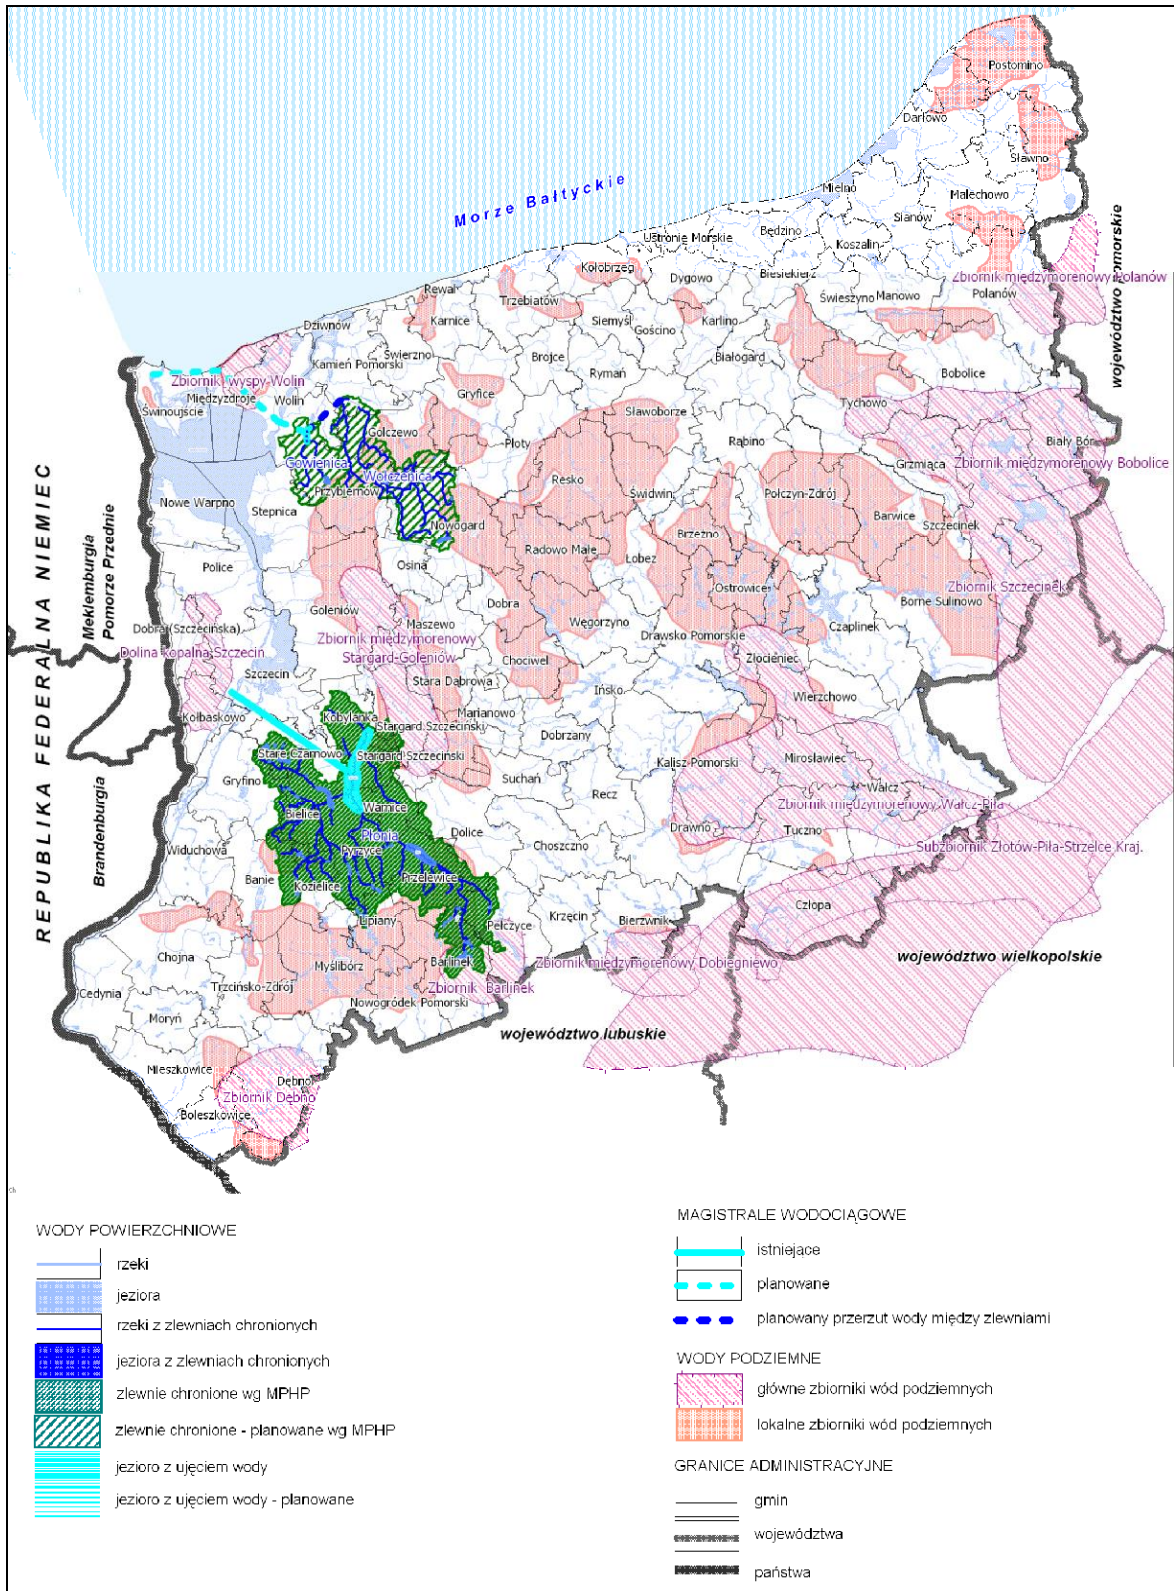 Postomino
Darłowo
Sławno
Mielno
Malechowo
Sianów
Morze Bałtyckie
Ustronie Morskie
Będzino
Koszalin
województwo pomorskie
Kołobrzeg
Dygowo
Biesiekierz
Zbiornik międzymorenowy Polanów
Rewal
Trzebiatów
Świeszyno
Manowo
Polanów
Karnice
Siemyśl
Gościno
Karlino
Dziwnów
Kamień Pomorski
Świerzno
Brojce
Rymań
Białogard
Bobolice
Zbiornik wyspy Wolin
Międzyzdroje
Wolin
Świnoujście
Gryfice
Sławoborze
Tychowo
Golczewo
Płoty
Rąbino
Biały Bór
Grzmiąca
Zbiornik międzymorenowy Bobolice
Gowienica
Wołczenica
Przybiernów
Resko
Świdwin
Połczyn-Zdrój
Nowe Warpno
Stepnica
Nowogard
Barwice
Szczecinek
Brzeżno
Radowo Małe
Łobez
Police
Osina
Ostrowice
Zbiornik Szczecinek
Borne Sulinowo
Goleniów
Dobra
Węgorzyno
Maszewo
Czaplinek
Drawsko Pomorskie
Dobra (Szczecińska)
Zbiornik międzymorenowy
Stargard-Goleniów
Dolina kopalna Szczecin
Chociwel
Złocieniec
Szczecin
Stara Dąbrowa
Ińsko
Wierzchowo
Kołbaskowo
Kobylanka
Marianowo
Stargard Szczeciński
Dobrzany
Stare Czarnowo
Stargard Szczeciński
Kalisz Pomorski
Mirosławiec
Gryfino
Suchań
Recz
Wałcz
Bielice
Warnice
Zbiornik międzymorenowy Wałcz-Piła
Drawno
Tuczno
Płonia
Dolice
Pyrzyce
Choszczno
Subzbiornik Złotów-Piła-Strzelce Kraj.
Widuchowa
Banie
Kozielice
Przelewice
Człopa
Lipiany
Pełczyce
Krzęcin
Bierzwnik
Chojna
Myślibórz
Barlinek
Zbiornik międzymorenowy Dobiegniewo
województwo wielkopolskie
Cedynia
Trzcińsko-Zdrój
Zbiornik Barlinek
Nowogródek Pomorski
Moryń
województwo lubuskie
Mieszkowice
Dębno
Zbiornik Dębno
Boleszkowice
REPUBLIKA FEDERALNA NIEMIEC
Meklemburgia
Pomorze Przednie
Brandenburgia
WODY POWIERZCHNIOWE
rzeki
jeziora
rzeki z zlewniach chronionych
jeziora z zlewniach chronionych
zlewnie chronione wg MPHP
zlewnie chronione - planowane wg MPHP
jezioro z ujęciem wody
jezioro z ujęciem wody - planowane
MAGISTRALE WODOCIĄGOWE
istniejące
planowane
planowany przerzut wody między zlewniami
WODY PODZIEMNE
główne zbiorniki wód podziemnych
lokalne zbiorniki wód podziemnych
GRANICE ADMINISTRACYJNE
gmin
województwa
państwa